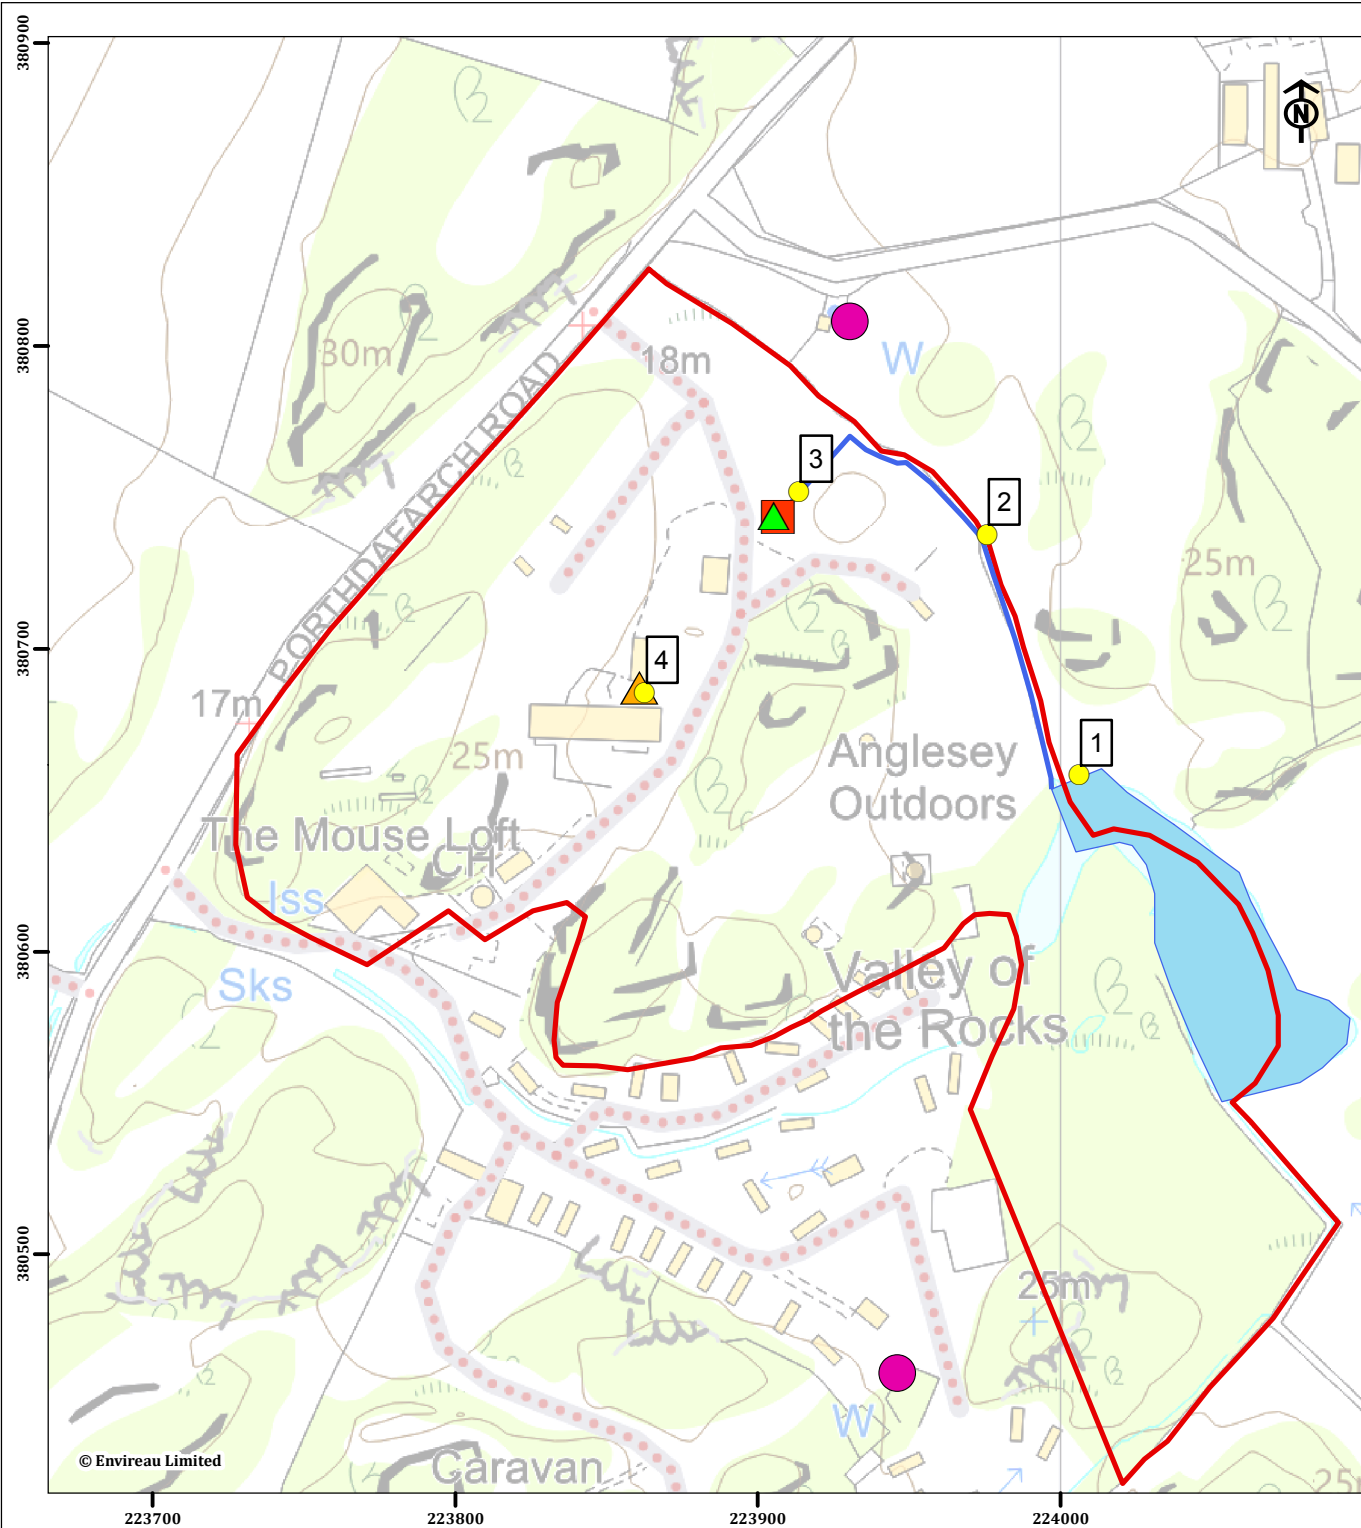 380900
N
30m
18m
W
PORTHDAFARCH ROAD
380800
3
2
25m
380700
4
17m
1
25m
Anglesey
Outdoors
The Mouse Loft
CH
Iss
380600
Sks
Valley of
the Rocks
380500
25m
W
© Envireau Limited
Caravan
25
223700
223800
223900
224000